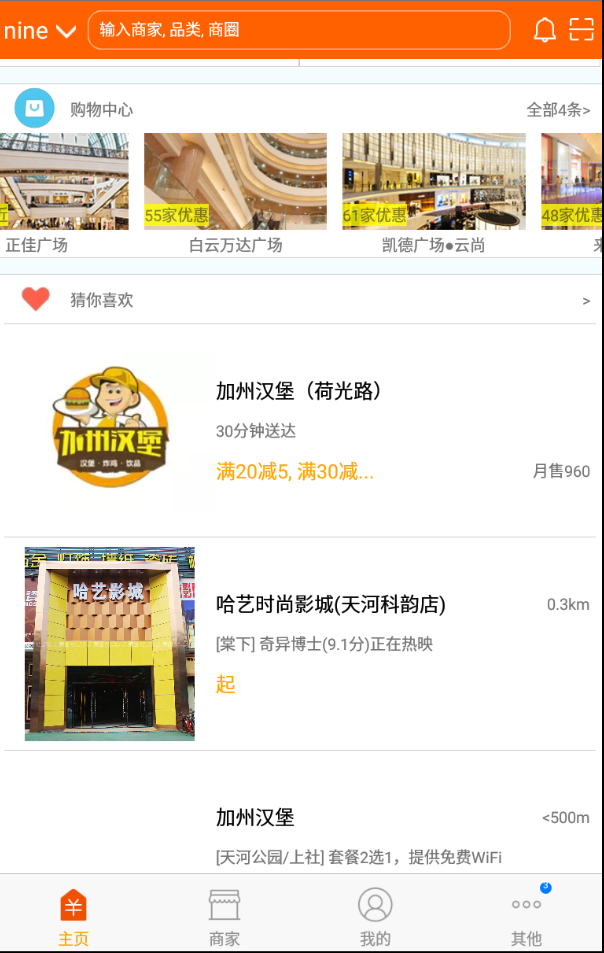 nine
输入商家, 品类, 商圈
购物中心
全部4条>
55家优惠
61家优惠
48家优惠
正佳广场
白云万达广场
凯德广场●云尚
猜你喜欢
>
加州汉堡
汉堡·炸鸡·饮品
加州汉堡（荷光路）
30分钟送达
满20减5, 满30减...
月售960
哈艺影城
哈艺时尚影城(天河科韵店)
0.3km
[棠下] 奇异博士(9.1分)正在热映
起
加州汉堡
<500m
[天河公园/上社] 套餐2选1，提供免费WiFi
主页
商家
我的
其他